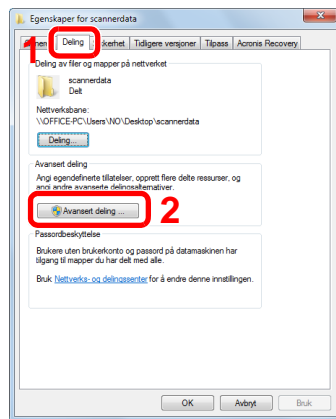 Egenskaper for scannerdata
Deling
Tidligere versjoner
Tilpass
Acronis Recovery
1
Deling av filer og mapper på nettverket
scannerdata
Delt
Nettverksbane:
\\OFFICE-PC\Users\NO\Desktop\scannerdata
Deling...
Avansert deling
Angi egendefinerte tillatelser, opprett flere delte ressurser, og
angi andre avanserte delingsalternativer.
Avansert deling ...
2
Passordbeskyttelse
Brukere uten brukerkonto og passord på datamaskinen har
tilgang til mapper du har delt med alle.
Bruk Nettverks- og delingssenter for å endre denne innstillingen.
OK
Avbryt
Bruk